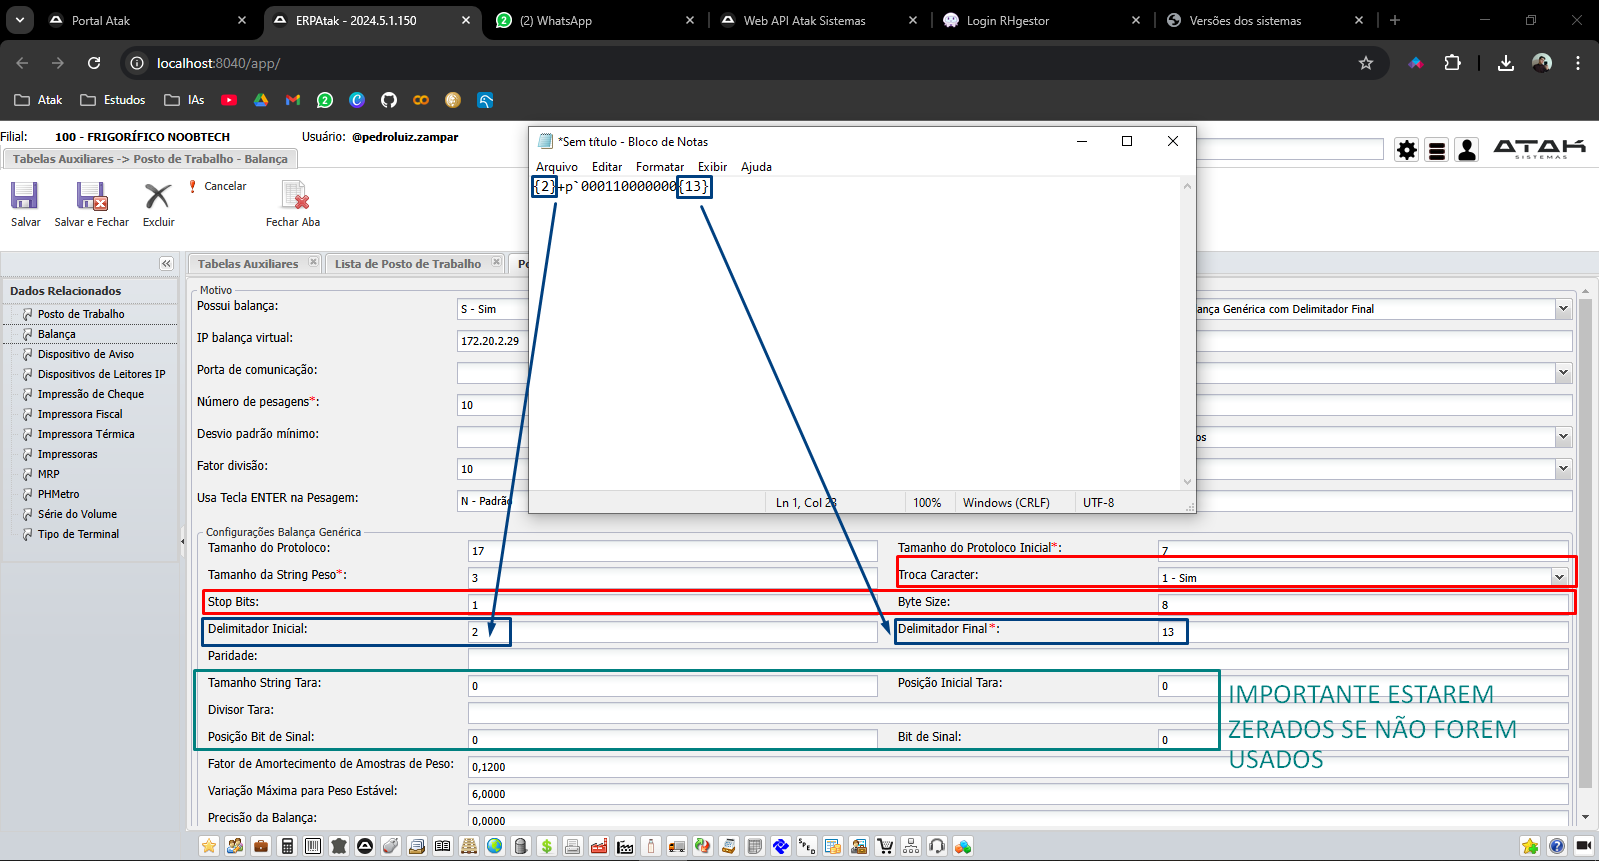 Portal Atak
ERPAtak - 2024.5.1.150
(2) WhatsApp
Web API Atak Sistemas
Login RHgestor
Versões dos sistemas
localhost:8040/app/
Atak
Estudos
IAs
Filial:
100 - FRIGORÍFICO NOOBTECH
Usuário:
@pedroluiz.zampar
ATAK
SISTEMAS
Tabelas Auxiliares -> Posto de Trabalho - Balança
Salvar
Salvar e Fechar
Excluir
Cancelar
Fechar Aba
*Sem título - Bloco de Notas
Arquivo
Editar
Formatar
Exibir
Ajuda
{2}+p`000110000000{13}
Ln 1, Col 23
100%
Windows (CRLF)
UTF-8
Dados Relacionados
Posto de Trabalho
Balança
Dispositivo de Aviso
Dispositivos de Leitores IP
Impressão de Cheque
Impressora Fiscal
Impressora Térmica
Impressoras
MRP
PHMetro
Série do Volume
Tipo de Terminal
Tabelas Auxiliares
Lista de Posto de Trabalho
Po
Motivo
Possui balança:
S - Sim
ança Genérica com Delimitador Final
IP balança virtual:
172.20.2.29
Porta de comunicação:
Número de pesagens*:
10
Desvio padrão mínimo:
os
Fator divisão:
10
Usa Tecla ENTER na Pesagem:
N - Padrão
Configurações Balança Genérica
Tamanho do Protoloco:
17
Tamanho do Protoloco Inicial*:
7
Tamanho da String Peso*:
3
Troca Caracter:
1 - Sim
Stop Bits:
1
Byte Size:
8
Delimitador Inicial:
2
Delimitador Final*:
13
Paridade:
Tamanho String Tara:
0
Posição Inicial Tara:
0
Divisor Tara:
Posição Bit de Sinal:
0
Bit de Sinal:
0
IMPORTANTE ESTAREM
ZERADOS SE NÃO FOREM
USADOS
Fator de Amortecimento de Amostras de Peso:
0,1200
Variação Máxima para Peso Estável:
6,0000
Precisão da Balança:
0,0000